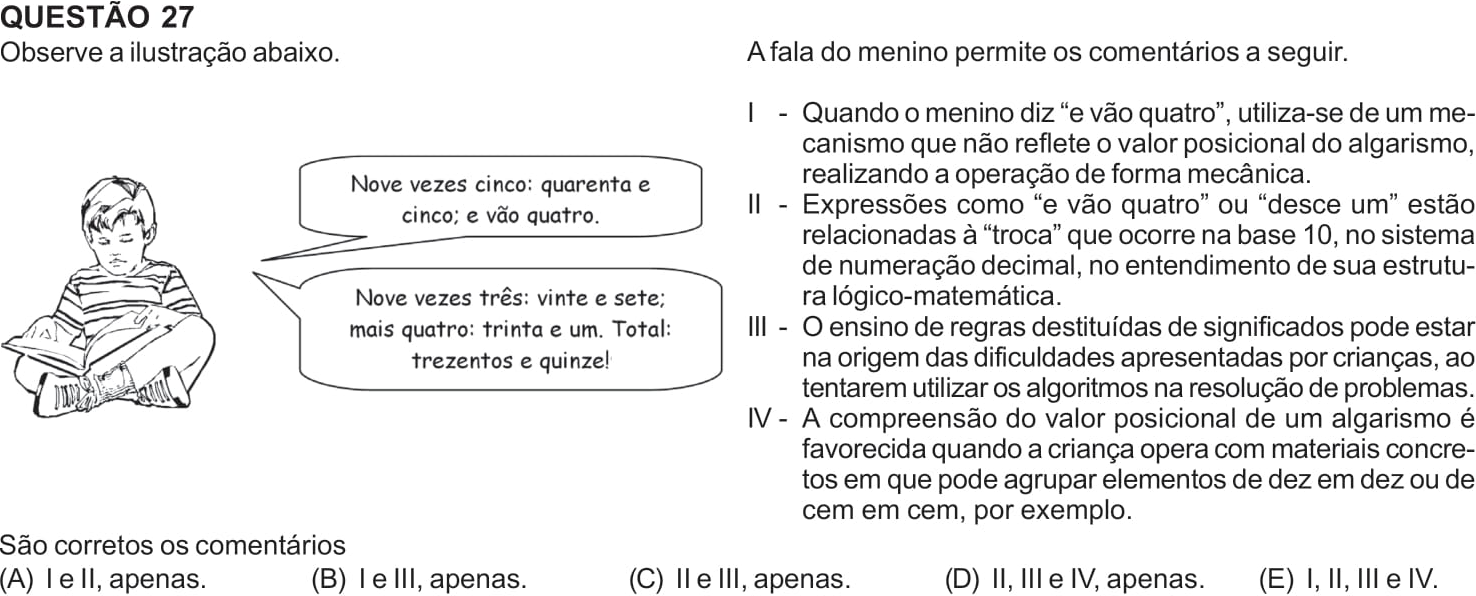 QUESTÃO 27
Observe a ilustração abaixo.
Nove vezes cinco: quarenta e
cinco; e vão quatro.
Nove vezes três: vinte e sete;
mais quatro: trinta e um. Total:
trezentos e quinze!
A fala do menino permite os comentários a seguir.
I - Quando o menino diz “e vão quatro”, utiliza-se de um me-
canismo que não reflete o valor posicional do algarismo,
realizando a operação de forma mecânica.
II - Expressões como “e vão quatro” ou “desce um” estão
relacionadas à “troca” que ocorre na base 10, no sistema
de numeração decimal, no entendimento de sua estrutu-
ra lógico-matemática.
III - O ensino de regras destituídas de significados pode estar
na origem das dificuldades apresentadas por crianças, ao
tentarem utilizar os algoritmos na resolução de problemas.
IV - A compreensão do valor posicional de um algarismo é
favorecida quando a criança opera com materiais concre-
tos em que pode agrupar elementos de dez em dez ou de
cem em cem, por exemplo.
São corretos os comentários
(A) I e II, apenas. (B) I e III, apenas. (C) II e III, apenas. (D) II, III e IV, apenas. (E) I, II, III e IV.